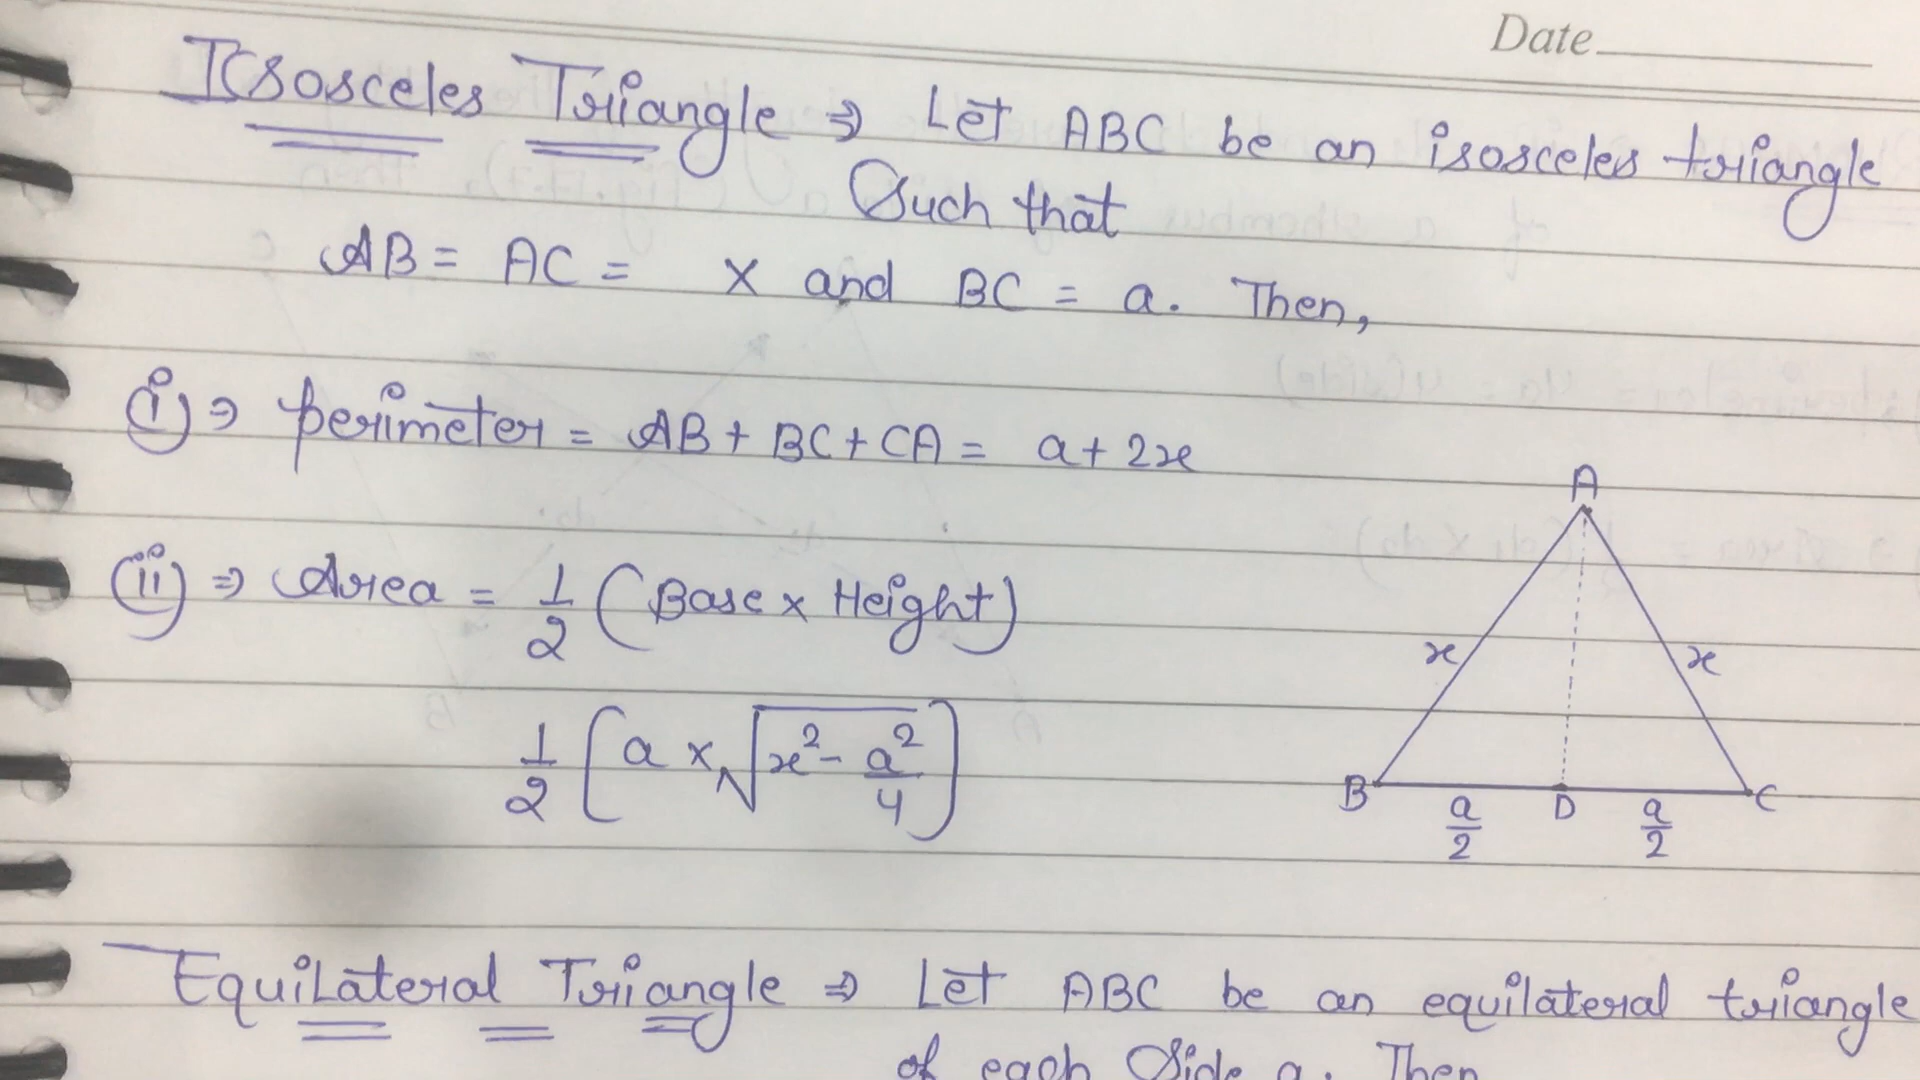 Date
Isosceles Triangle ⇒ Let ABC be an isosceles triangle
Such that
AB = AC = x and BC = a. Then,
(i) ⇒ perimeter = AB + BC + CA = a + 2x
(ii) ⇒ Area = 1/2 (Base × Height)
1/2 [a × √(x² - a²/4)]
A
x x
B a/2 D a/2 C
Equilateral Triangle ⇒ Let ABC be an equilateral triangle
of each Side a. Then